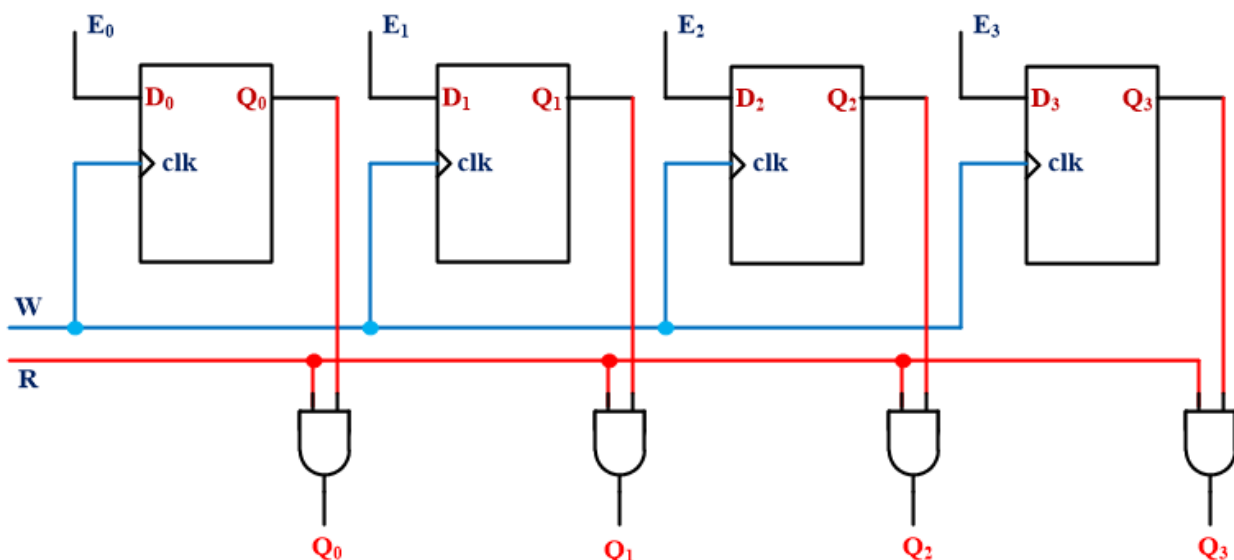 E₀ E₁ E₂ E₃
D₀ Q₀ D₁ Q₁ D₂ Q₂ D₃ Q₃
clk clk clk clk
W
R
Q₀ Q₁ Q₂ Q₃